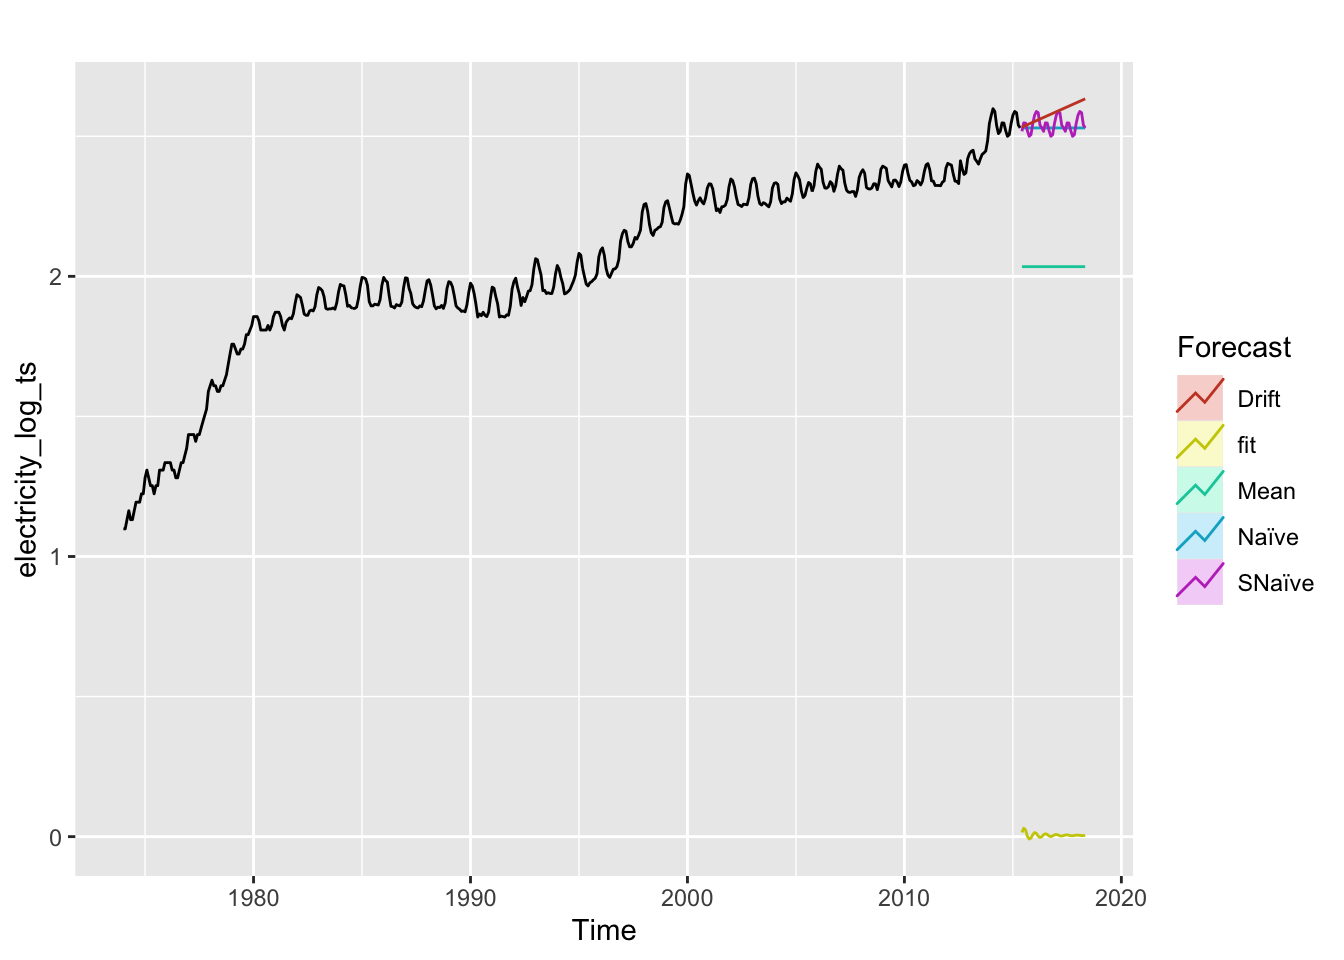 electricity_log_ts
2
1
0
1980
1990
2000
2010
2020
Time
Forecast
Drift
fit
Mean
Naïve
SNaïve